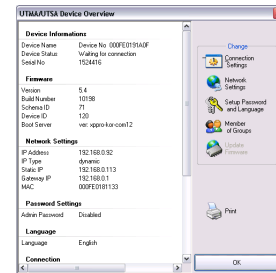 UTMA/UTSA Device Overview
Device Informations
Device Name Device No 000FE0191A0F
Device Status Waiting for connection
Serial No 1524416
Firmware
Version 5.4
Build Number 10198
Schema ID 71
Device ID 120
Boot Server ver: xppro-kor-com12
Network Settings
IP Address 192.168.0.92
IP Type dynamic
Static IP 192.168.0.113
Gateway IP 192.168.0.1
MAC 000FE0181133
Password Settings
Admin Password Disabled
Language
Language English
Connection
Change
Connection
Settings
Network
Settings
Setup Password
and Language
Member
of Groups
Update
Firmware
Print
OK